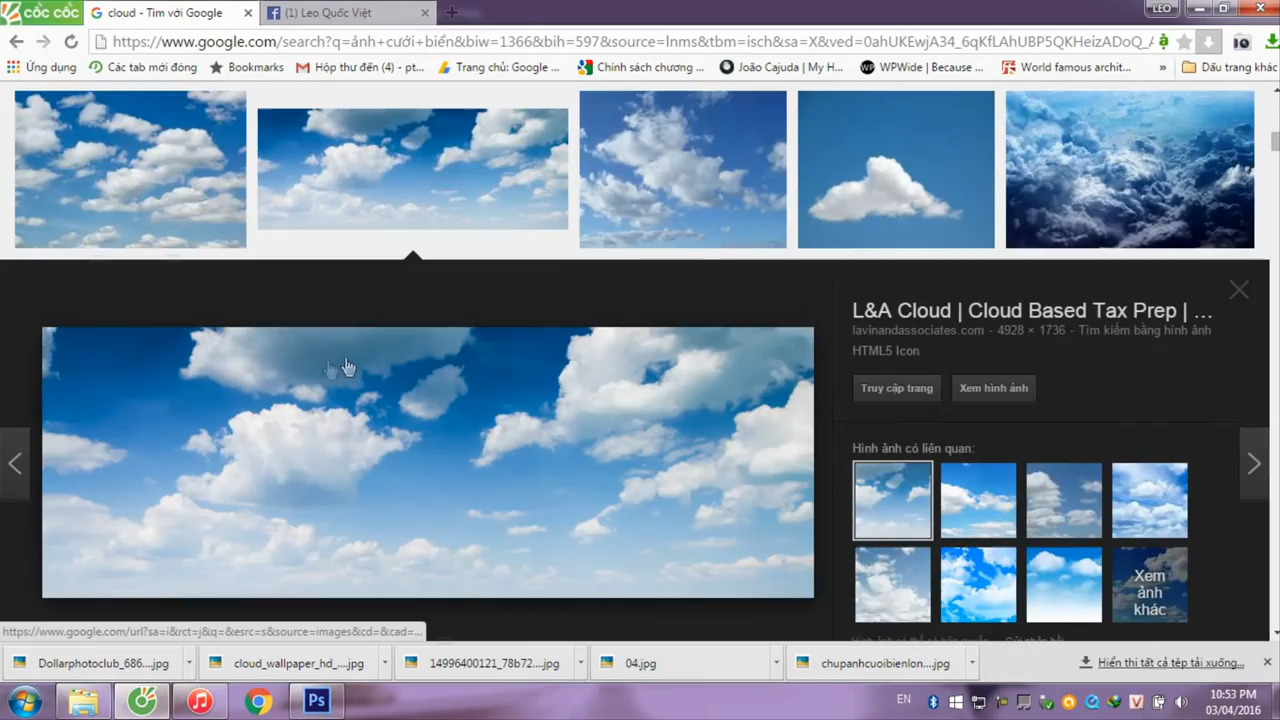 CỐC CỐC
cloud - Tìm với Google
(1) Leo Quốc Việt
LEO
https://www.google.com/search?q=ảnh+cưới+biển&biw=1366&bih=597&source=lnms&tbm=isch&sa=X&ved=0ahUKEwjA34_6qKfLAhUBP5QKHeizADoQ_A
Ứng dụng
Các tab mới đóng
Bookmarks
Hộp thư đến (4) - pt...
Trang chủ: Google ...
Chính sách chương ...
João Cajuda | My H...
WPWide | Because ...
World famous archit...
»
Dấu trang khác
L&A Cloud | Cloud Based Tax Prep | ...
lavinandassociates.com - 4928 × 1736 - Tìm kiếm bằng hình ảnh
HTML5 Icon
Truy cập trang
Xem hình ảnh
Hình ảnh có liên quan:
Xem
ảnh
khác
https://www.google.com/url?sa=i&rct=j&q=&esrc=s&source=images&cd=&cad=...
Dollarphotoclub_686....jpg
cloud_wallpaper_hd_....jpg
14996400121_78b72....jpg
04.jpg
chupanhcuoibienlon....jpg
Hiển thị tất cả tệp tải xuống...
Ps
EN
10:53 PM
03/04/2016